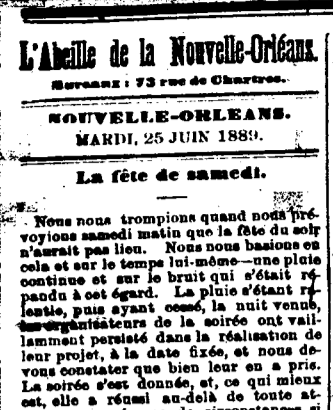 L'Abeille de la Nouvelle-Orléans.
Bureaux : 73 rue de Chartres.
NOUVELLE-ORLEANS.
MARDI, 25 JUIN 1889.
La fête de samedi.
Nous nous trompions quand nous pré-
voyions samedi matin que la fête du soir
n'aurait pas lieu. Nous nous basions en
cela et sur le temps lui-même—une pluie
continue et sur le bruit qui s'était ré-
pandu à cet égard. La pluie s'étant ra-
lentie, puis ayant cessé, la nuit venue,
les organisateurs de la soirée ont vail-
lamment persisté dans la réalisation de
leur projet, à la date fixée, et nous de-
vons constater que bien leur en a pris.
La soirée s'est donnée, et, ce qui mieux
est, elle a réussi au-delà de toute at-